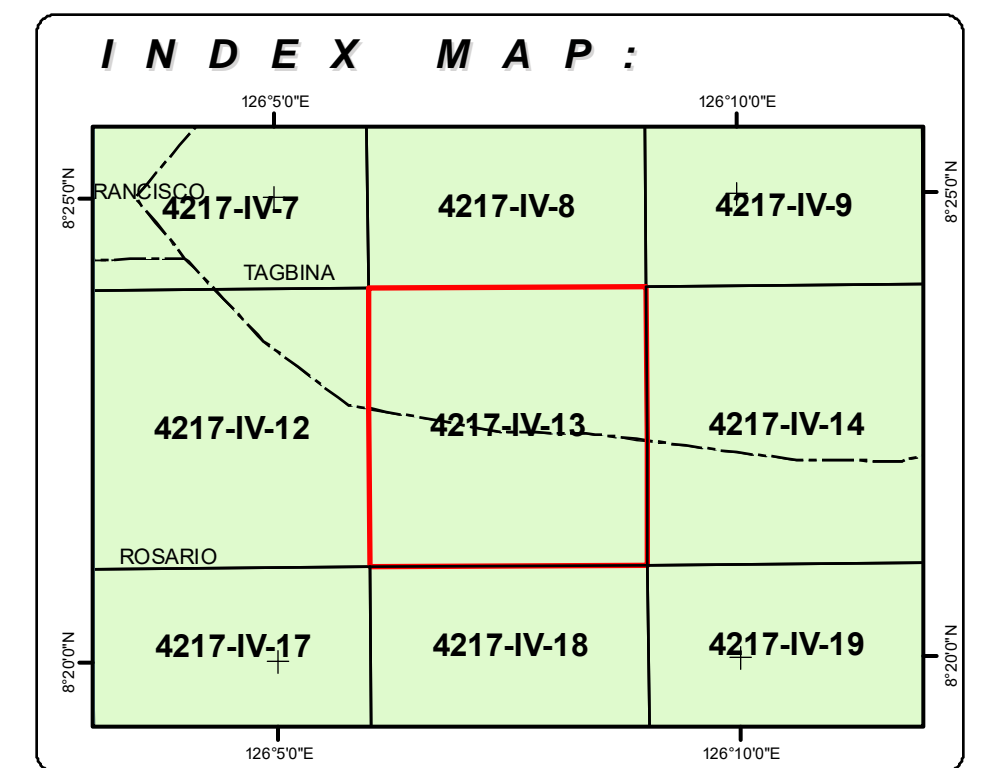 INDEX MAP:
126°5'0"E 126°10'0"E
8°25'0"N
8°25'0"N
RANCISCO
4217-IV-7 4217-IV-8 4217-IV-9
TAGBINA
4217-IV-12 4217-IV-13 4217-IV-14
ROSARIO
4217-IV-17 4217-IV-18 4217-IV-19
8°20'0"N
8°20'0"N
126°5'0"E 126°10'0"E